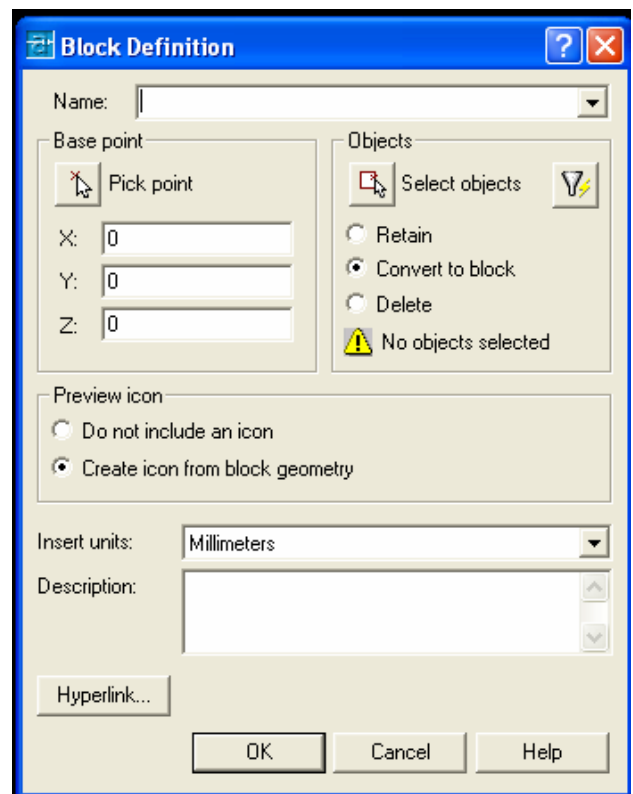 Block Definition
Name:
Base point
Pick point
X: 0
Y: 0
Z: 0
Objects
Select objects
Retain
Convert to block
Delete
No objects selected
Preview icon
Do not include an icon
Create icon from block geometry
Insert units: Millimeters
Description:
Hyperlink...
OK Cancel Help